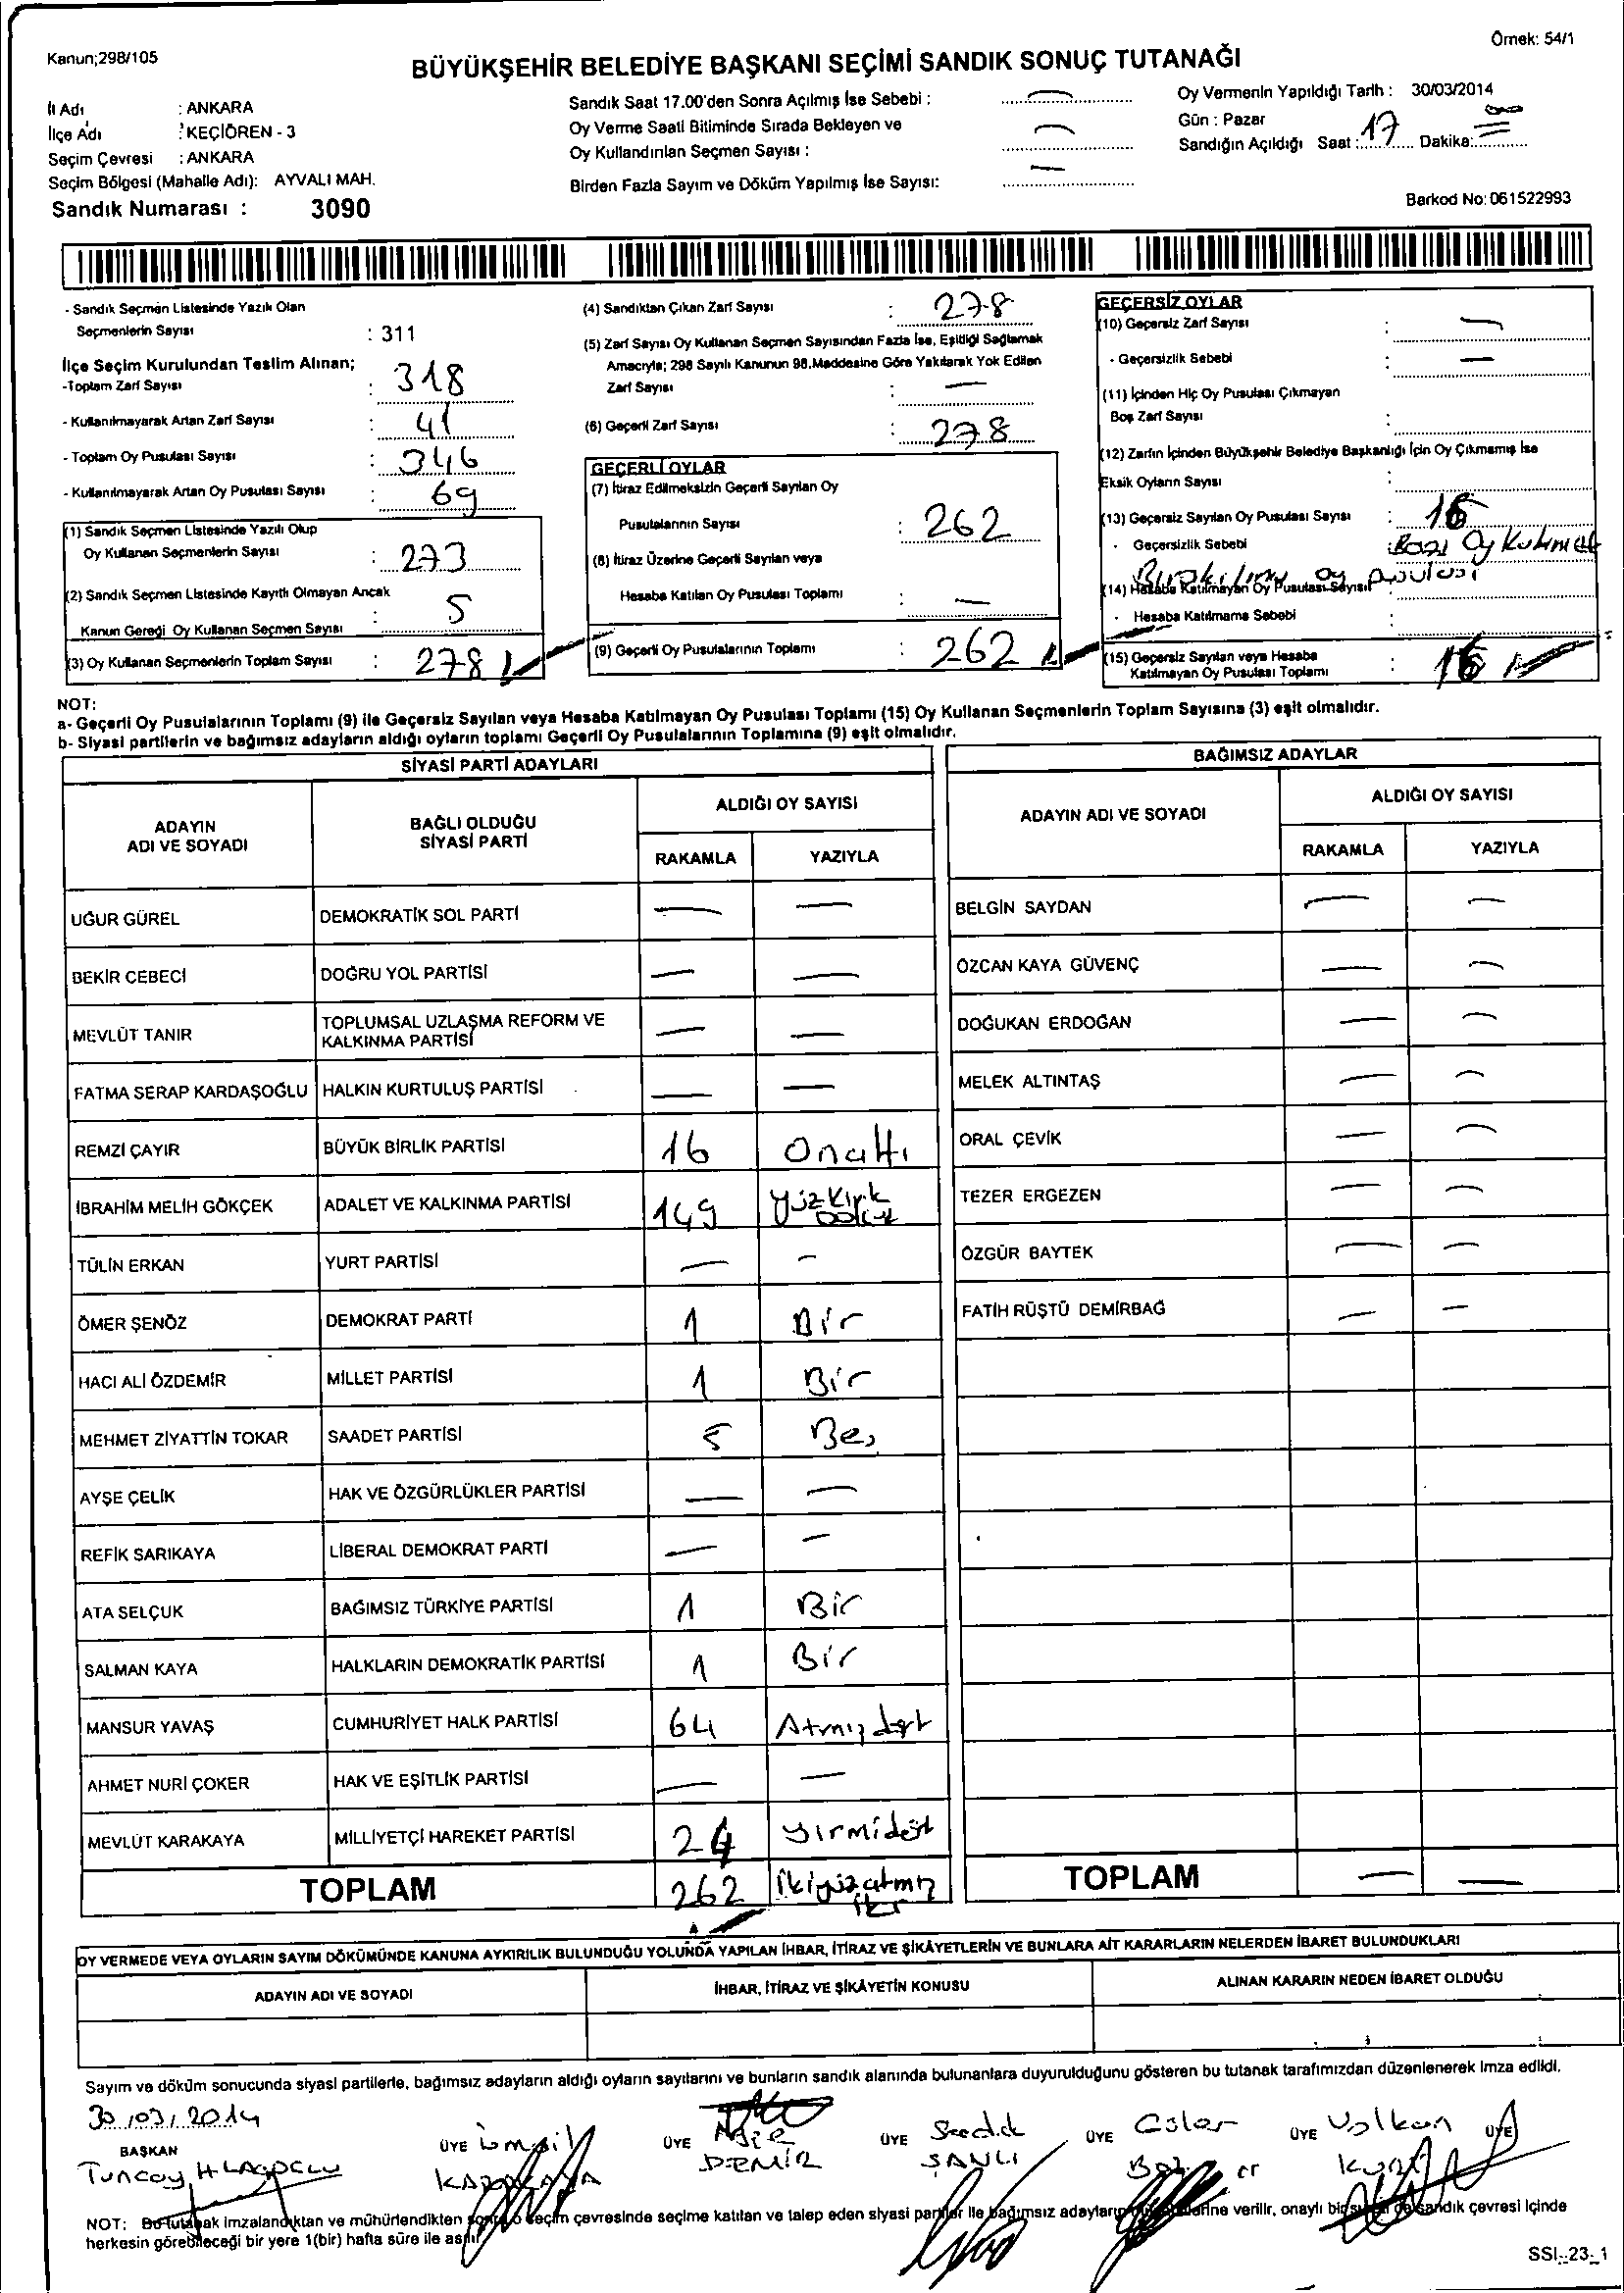 Kanun;298/105
Örnek: 54/1
BÜYÜKŞEHİR BELEDİYE BAŞKANI SEÇİMİ SANDIK SONUÇ TUTANAĞI
İl Adı : ANKARA
İlçe Adı : KEÇİÖREN - 3
Seçim Çevresi : ANKARA
Seçim Bölgesi (Mahalle Adı): AYVALI MAH.
Sandık Numarası : 3090
Sandık Saat 17.00'den Sonra Açılmış İse Sebebi : —
Oy Verme Saati Bitiminde Sırada Bekleyen ve
Oy Kullandırılan Seçmen Sayısı : —
Birden Fazla Sayım ve Döküm Yapılmış İse Sayısı: —
Oy Vermenin Yapıldığı Tarih : 30/03/2014
Gün : Pazar
Sandığın Açıldığı Saat : 17 Dakika:
Barkod No: 061522993
- Sandık Seçmen Listesinde Yazılı Olan
Seçmenlerin Sayısı : 311
İlçe Seçim Kurulundan Teslim Alınan;
-Toplam Zarf Sayısı : 318
- Kullanılmayarak Artan Zarf Sayısı : 41
- Toplam Oy Pusulası Sayısı : 346
- Kullanılmayarak Artan Oy Pusulası Sayısı : 69
(1) Sandık Seçmen Listesinde Yazılı Olup
Oy Kullanan Seçmenlerin Sayısı : 273
(2) Sandık Seçmen Listesinde Kayıtlı Olmayan Ancak
Kanun Gereği Oy Kullanan Seçmen Sayısı : 5
(3) Oy Kullanan Seçmenlerin Toplam Sayısı : 278
(4) Sandıktan Çıkan Zarf Sayısı : 278
(5) Zarf Sayısı Oy Kullanan Seçmen Sayısından Fazla İse, Eşitliği Sağlamak
Amacıyla; 298 Sayılı Kanunun 98.Maddesine Göre Yakılarak Yok Edilen
Zarf Sayısı : —
(6) Geçerli Zarf Sayısı : 278
GEÇERLİ OYLAR
(7) İtiraz Edilmeksizin Geçerli Sayılan Oy
Pusulalarının Sayısı : 262
(8) İtiraz Üzerine Geçerli Sayılan veya
Hesaba Katılan Oy Pusulası Toplamı : —
(9) Geçerli Oy Pusulalarının Toplamı : 262
GEÇERSİZ OYLAR
(10) Geçersiz Zarf Sayısı : —
- Geçersizlik Sebebi : —
(11) İçinden Hiç Oy Pusulası Çıkmayan
Boş Zarf Sayısı :
(12) Zarfın İçinden Büyükşehir Belediye Başkanlığı İçin Oy Çıkmamış İse
Eksik Oyların Sayısı :
(13) Geçersiz Sayılan Oy Pusulası Sayısı : 16
- Geçersizlik Sebebi : Oy
oy pusulası
(14) Hesaba Katılmayan Oy Pusulası Sayısı
- Hesaba Katılmama Sebebi :
(15) Geçersiz Sayılan veya Hesaba
Katılmayan Oy Pusulası Toplamı : 16
NOT:
a- Geçerli Oy Pusulalarının Toplamı (9) ile Geçersiz Sayılan veya Hesaba Katılmayan Oy Pusulası Toplamı (15) Oy Kullanan Seçmenlerin Toplam Sayısına (3) eşit olmalıdır.
b- Siyasi partilerin ve bağımsız adayların aldığı oyların toplamı Geçerli Oy Pusulalarının Toplamına (9) eşit olmalıdır.
SİYASİ PARTİ ADAYLARI
ADAYIN ADI VE SOYADI
BAĞLI OLDUĞU SİYASİ PARTİ
ALDIĞI OY SAYISI
RAKAMLA YAZIYLA
UĞUR GÜREL DEMOKRATİK SOL PARTİ — —
BEKİR CEBECİ DOĞRU YOL PARTİSİ — —
MEVLÜT TANIR TOPLUMSAL UZLAŞMA REFORM VE KALKINMA PARTİSİ — —
FATMA SERAP KARDAŞOĞLU HALKIN KURTULUŞ PARTİSİ — —
REMZİ ÇAYIR BÜYÜK BİRLİK PARTİSİ 16 Onaltı
İBRAHİM MELİH GÖKÇEK ADALET VE KALKINMA PARTİSİ 149 Yüzkırk Dokuz
TÜLİN ERKAN YURT PARTİSİ — —
ÖMER ŞENÖZ DEMOKRAT PARTİ 1 Bir
HACI ALİ ÖZDEMİR MİLLET PARTİSİ 1 Bir
MEHMET ZİYATTİN TOKAR SAADET PARTİSİ 5 Beş
AYŞE ÇELİK HAK VE ÖZGÜRLÜKLER PARTİSİ — —
REFİK SARIKAYA LİBERAL DEMOKRAT PARTİ — —
ATA SELÇUK BAĞIMSIZ TÜRKİYE PARTİSİ 1 Bir
SALMAN KAYA HALKLARIN DEMOKRATİK PARTİSİ 1 Bir
MANSUR YAVAŞ CUMHURİYET HALK PARTİSİ 64 Atmışdört
AHMET NURİ ÇOKER HAK VE EŞİTLİK PARTİSİ — —
MEVLÜT KARAKAYA MİLLİYETÇİ HAREKET PARTİSİ 24 yirmidört
TOPLAM 262 İkiyüzatmış iki
BAĞIMSIZ ADAYLAR
ADAYIN ADI VE SOYADI
ALDIĞI OY SAYISI
RAKAMLA YAZIYLA
BELGİN SAYDAN — —
ÖZCAN KAYA GÜVENÇ — —
DOĞUKAN ERDOĞAN — —
MELEK ALTINTAŞ — —
ORAL ÇEVİK — —
TEZER ERGEZEN — —
ÖZGÜR BAYTEK — —
FATİH RÜŞTÜ DEMİRBAĞ — —
TOPLAM — —
OY VERMEDE VEYA OYLARIN SAYIM DÖKÜMÜNDE KANUNA AYKIRILIK BULUNDUĞU YOLUNDA YAPILAN İHBAR, İTİRAZ VE ŞİKÂYETLERİN VE BUNLARA AİT KARARLARIN NELERDEN İBARET BULUNDUKLARI
ADAYIN ADI VE SOYADI
İHBAR, İTİRAZ VE ŞİKÂYETİN KONUSU
ALINAN KARARIN NEDEN İBARET OLDUĞU
Sayım ve döküm sonucunda siyasi partilerle, bağımsız adayların aldığı oyların sayılarını ve bunların sandık alanında bulunanlara duyurulduğunu gösteren bu tutanak tarafımızdan düzenlenerek imza edildi.
30/03/2014
BAŞKAN
Tuncay
ÜYE İsmail
ÜYE
DEMİR
ÜYE
ŞANLI
ÜYE Güler
ÜYE Volkan
ÜYE
NOT: Bu tutanak imzalandıktan ve mühürlendikten sonra o seçim çevresinde seçime katılan ve talep eden siyasi partiler ile bağımsız adayların verilir, onaylı bir sandık çevresi içinde
herkesin görebileceği bir yere 1(bir) hafta süre ile asılır
SSI_23_1